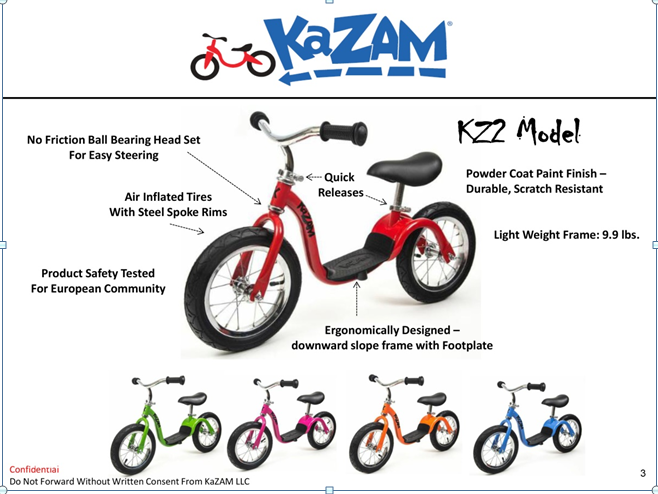 KaZAM®
KZ2 Model
No Friction Ball Bearing Head Set
For Easy Steering
Quick
Releases
Powder Coat Paint Finish –
Durable, Scratch Resistant
Air Inflated Tires
With Steel Spoke Rims
KaZAM
Light Weight Frame: 9.9 lbs.
Product Safety Tested
For European Community
Ergonomically Designed –
downward slope frame with Footplate
Confidential
Do Not Forward Without Written Consent From KaZAM LLC
3